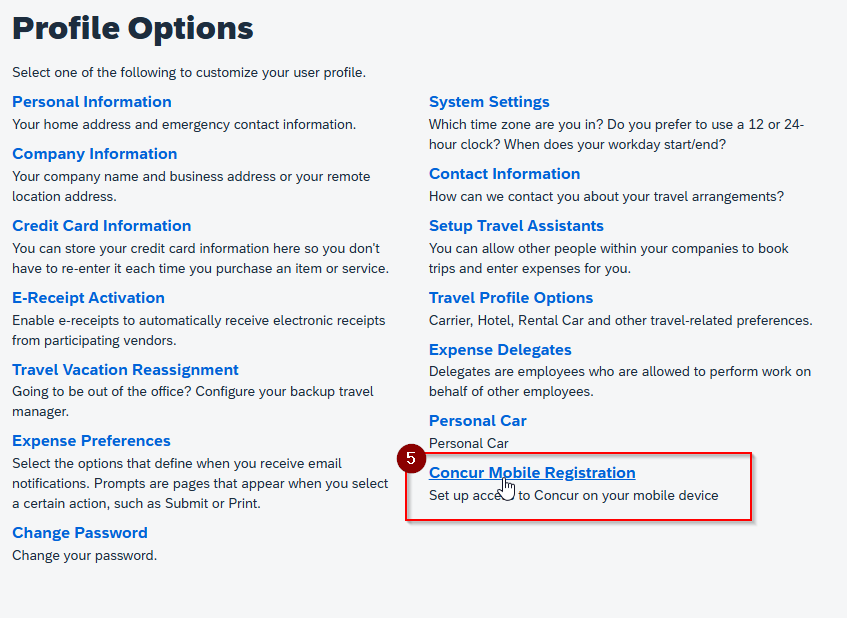 Profile Options
Select one of the following to customize your user profile.
Personal Information
Your home address and emergency contact information.
Company Information
Your company name and business address or your remote
location address.
Credit Card Information
You can store your credit card information here so you don't
have to re-enter it each time you purchase an item or service.
E-Receipt Activation
Enable e-receipts to automatically receive electronic receipts
from participating vendors.
Travel Vacation Reassignment
Going to be out of the office? Configure your backup travel
manager.
Expense Preferences
Select the options that define when you receive email
notifications. Prompts are pages that appear when you select
a certain action, such as Submit or Print.
Change Password
Change your password.
System Settings
Which time zone are you in? Do you prefer to use a 12 or 24-
hour clock? When does your workday start/end?
Contact Information
How can we contact you about your travel arrangements?
Setup Travel Assistants
You can allow other people within your companies to book
trips and enter expenses for you.
Travel Profile Options
Carrier, Hotel, Rental Car and other travel-related preferences.
Expense Delegates
Delegates are employees who are allowed to perform work on
behalf of other employees.
Personal Car
Personal Car
5
Concur Mobile Registration
Set up access to Concur on your mobile device